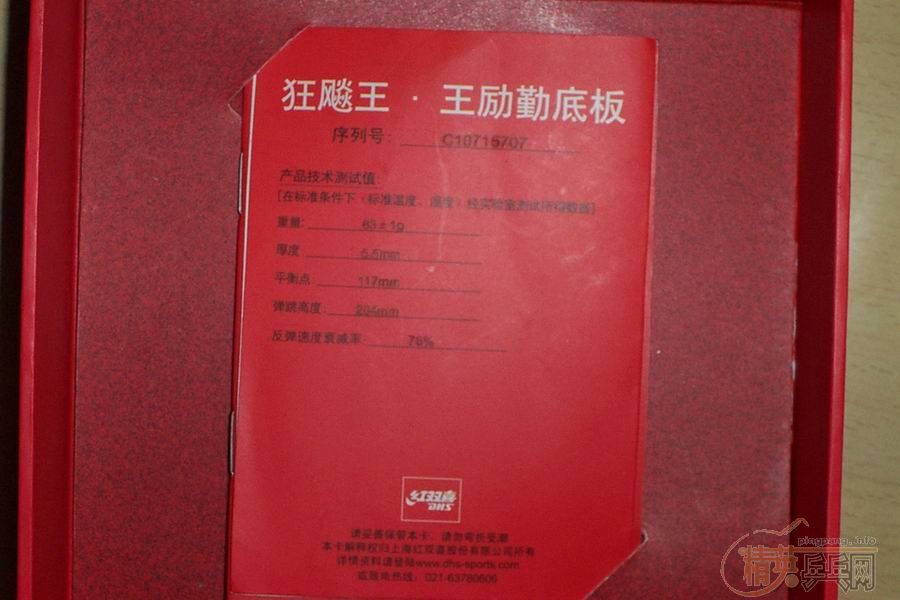 狂飚王 · 王励勤底板
序列号: C10715707
产品技术测试值:
[在标准条件下（标准温度、湿度）经实验室测试所得数据]
重量: ±1g
厚度: 5.5mm
平衡点: 117mm
弹跳高度: 294mm
反弹速度衰减率: 75%
红双喜
DHS
请妥善保管本卡，请勿弯折受潮
本卡解释权归上海红双喜股份有限公司所有
详情资料请登陆www.dhs-sports.com
或致电热线: 021-63780606
pingpang.info
精英乒乓网